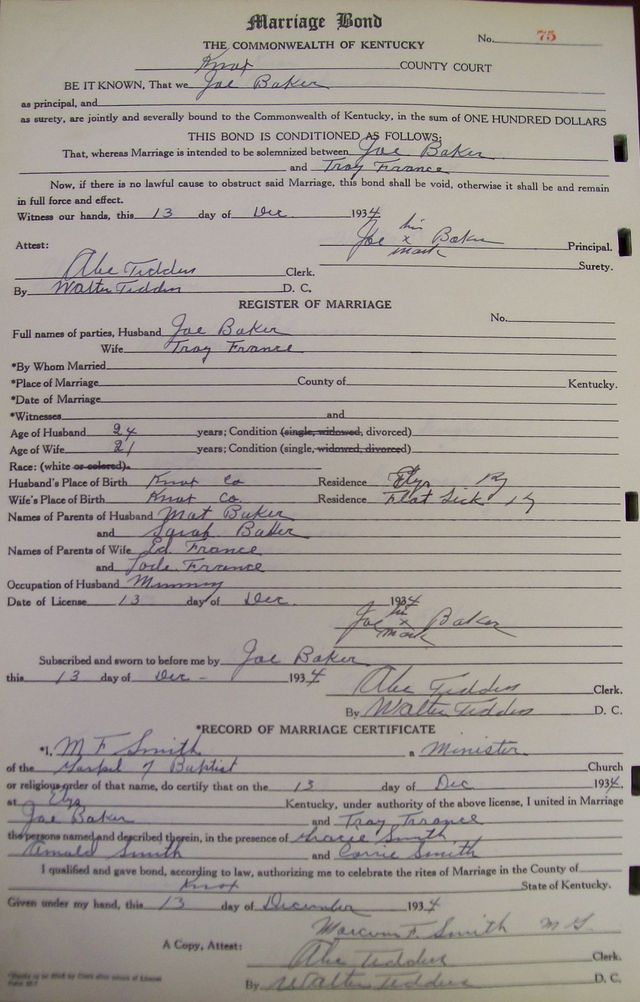 Marriage Bond
No. 75
THE COMMONWEALTH OF KENTUCKY
Knox COUNTY COURT
BE IT KNOWN, That we Joe Baker
as principal, and
as surety, are jointly and severally bound to the Commonwealth of Kentucky, in the sum of ONE HUNDRED DOLLARS
THIS BOND IS CONDITIONED AS FOLLOWS:
That, whereas Marriage is intended to be solemnized between Joe Baker
and Troy France
Now, if there is no lawful cause to obstruct said Marriage, this bond shall be void, otherwise it shall be and remain
in full force and effect.
Witness our hands, this 13 day of Dec 1934
Joe his x mark Baker Principal.
Attest:
Surety.
Abe Tedders Clerk.
By Walter Tedders D. C.
REGISTER OF MARRIAGE
No.
Full names of parties, Husband Joe Baker
Wife Troy France
*By Whom Married
*Place of Marriage County of Kentucky.
*Date of Marriage
*Witnesses and
Age of Husband 24 years; Condition (single, widowed, divorced)
Age of Wife 21 years; Condition (single, widowed, divorced)
Race: (white or colored).
Husband's Place of Birth Knox Co Residence Elys Ky
Wife's Place of Birth Knox Co. Residence Flat Lick Ky
Names of Parents of Husband Mat Baker
and Sarah Baker
Names of Parents of Wife Ed. France
and France
Occupation of Husband
Date of License 13 day of Dec. 1934
Joe his x mark Baker
Subscribed and sworn to before me by Joe Baker
this 13 day of Dec - 1934
Abe Tedders Clerk.
By Walter Tedders D. C.
*RECORD OF MARRIAGE CERTIFICATE
*I, M F Smith a Minister
of the Gospel of Baptist Church
or religious order of that name, do certify that on the 13 day of Dec 1934,
at Elys Kentucky, under authority of the above license, I united in Marriage
Joe Baker and Troy France
the persons named and described therein, in the presence of Gracie Smith
Arnald Smith and Carrie Smith
I qualified and gave bond, according to law, authorizing me to celebrate the rites of Marriage in the County of
Knox State of Kentucky.
Given under my hand, this 13 day of December 1934
F. Smith M G
A Copy, Attest: Abe Tedders Clerk.
By Walter Tedders D. C.